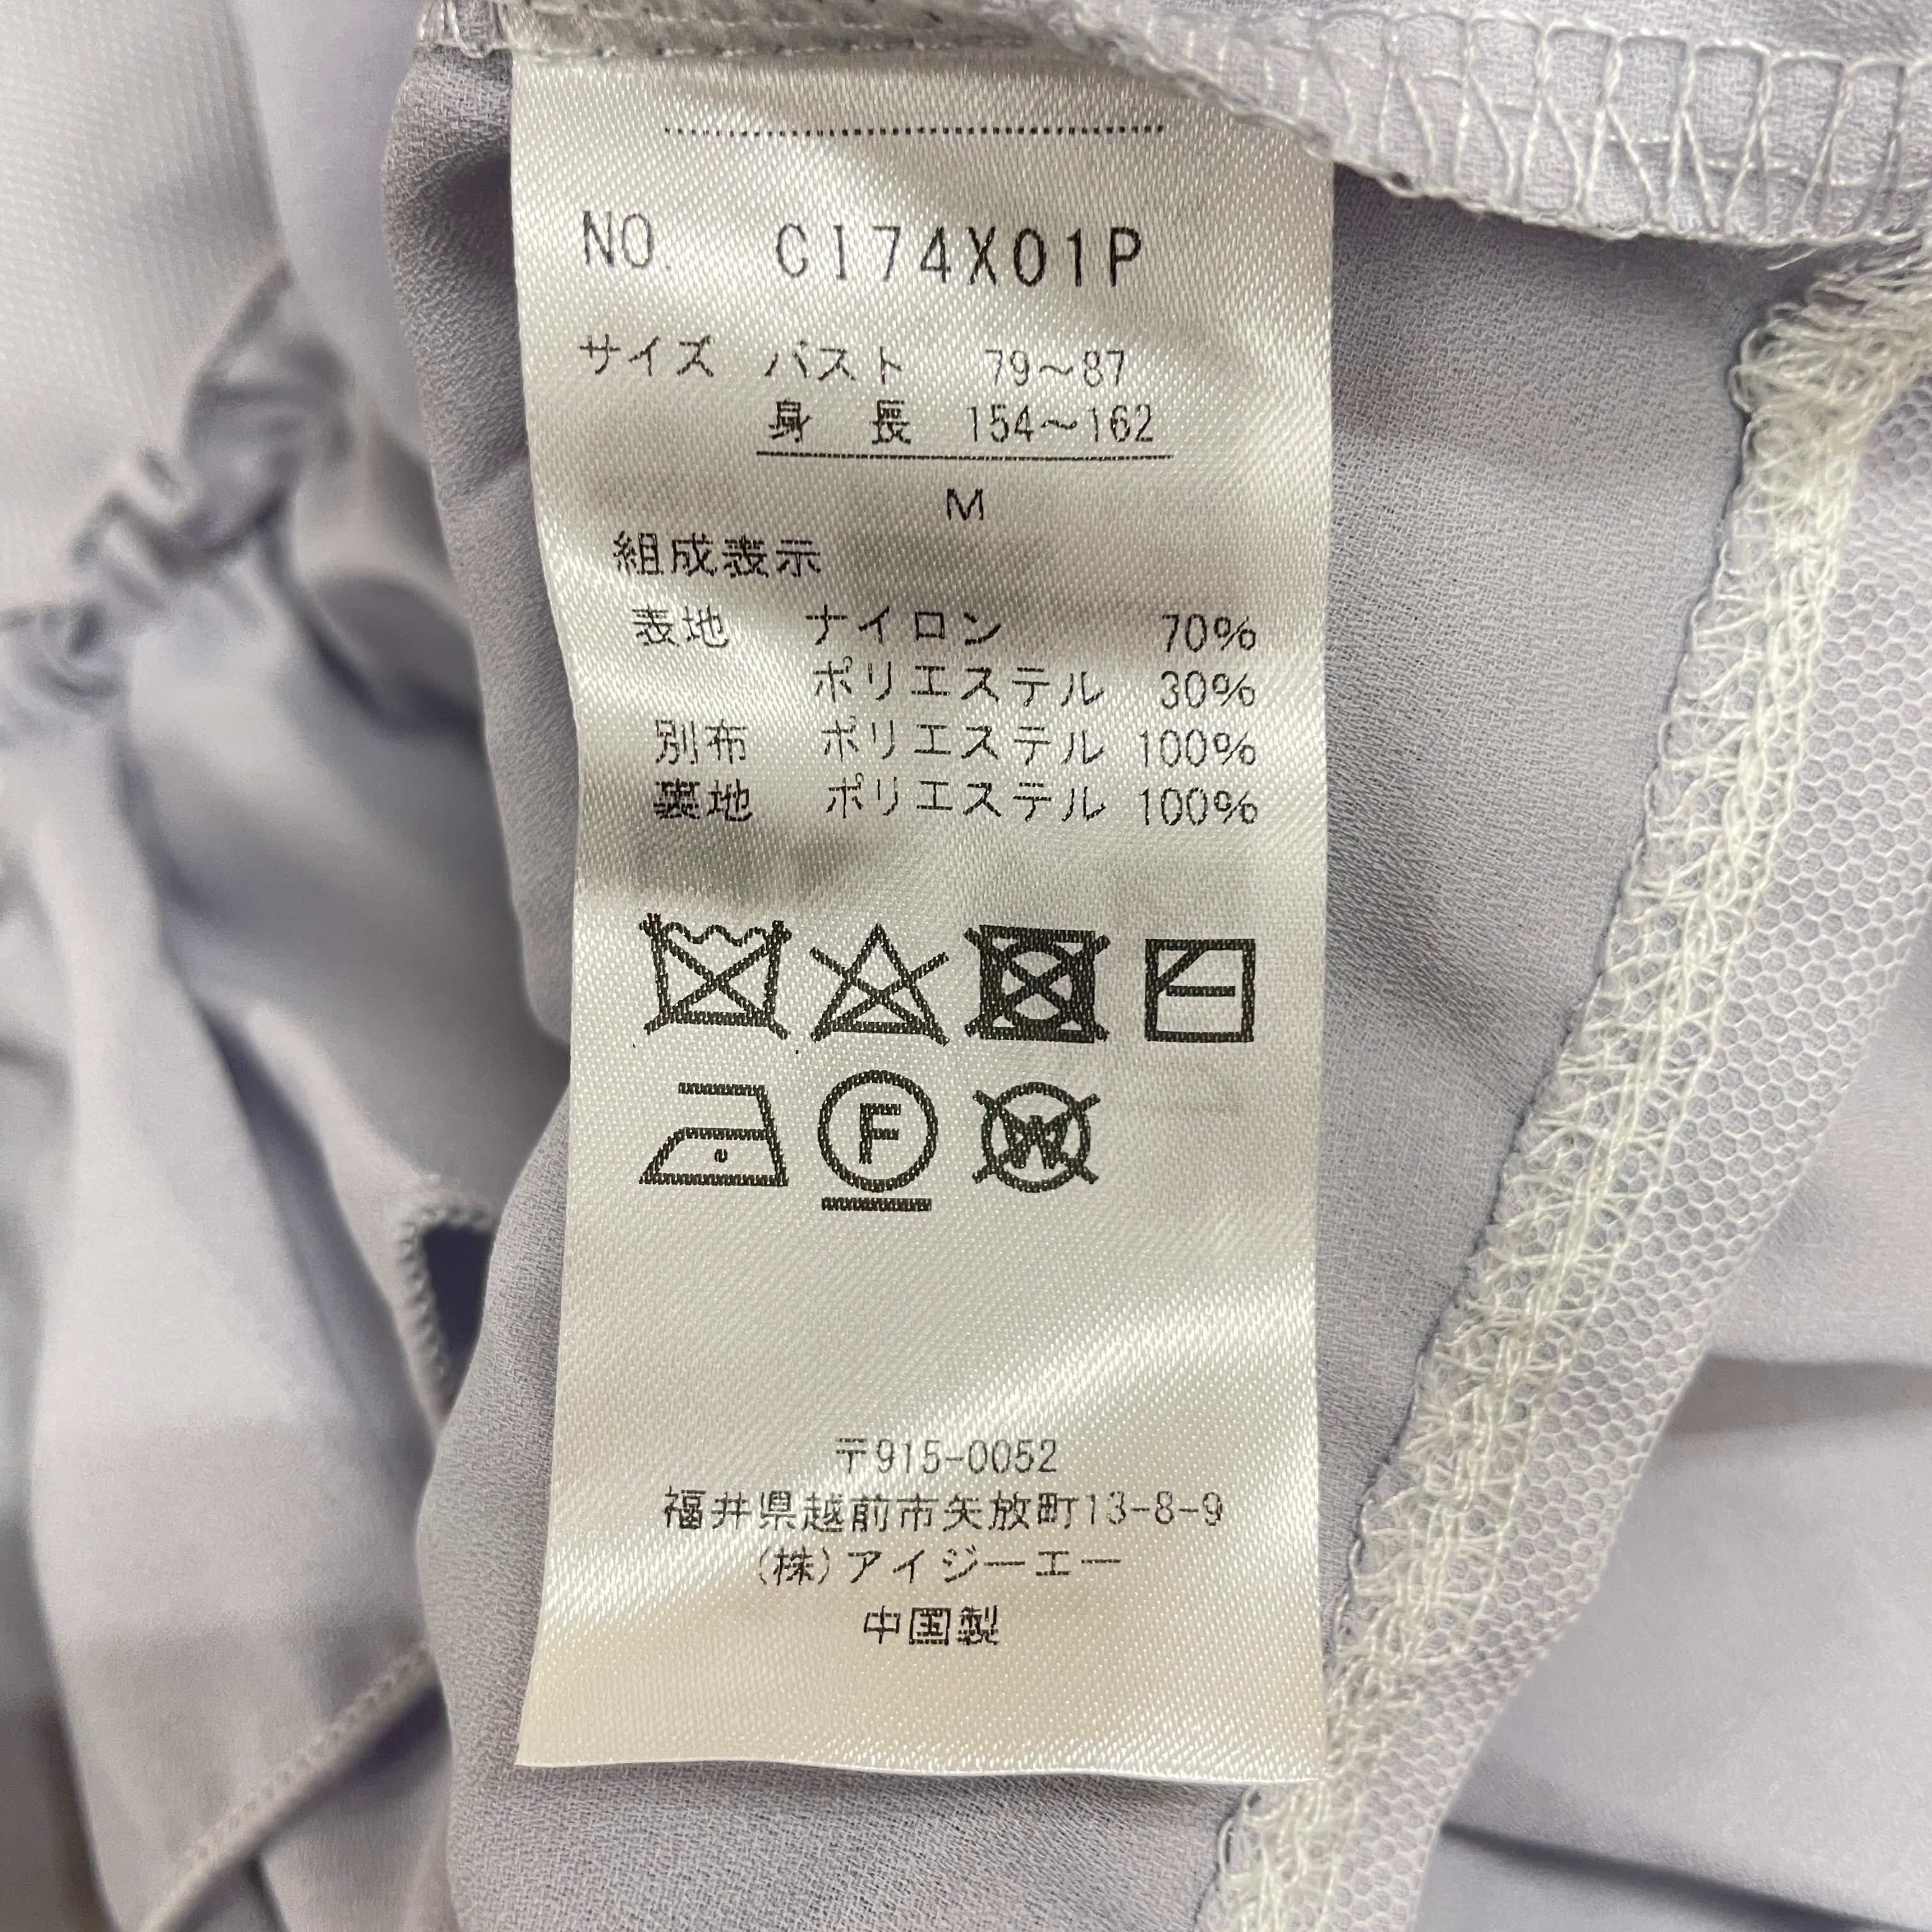 NO. CI74X01P
サイズ バスト 79～87
身 長 154～162
M
組成表示
表地 ナイロン 70%
ポリエステル 30%
別布 ポリエステル 100%
裏地 ポリエステル 100%
F W
〒915-0052
福井県越前市矢放町13-8-9
(株)アイジーエー
中国製